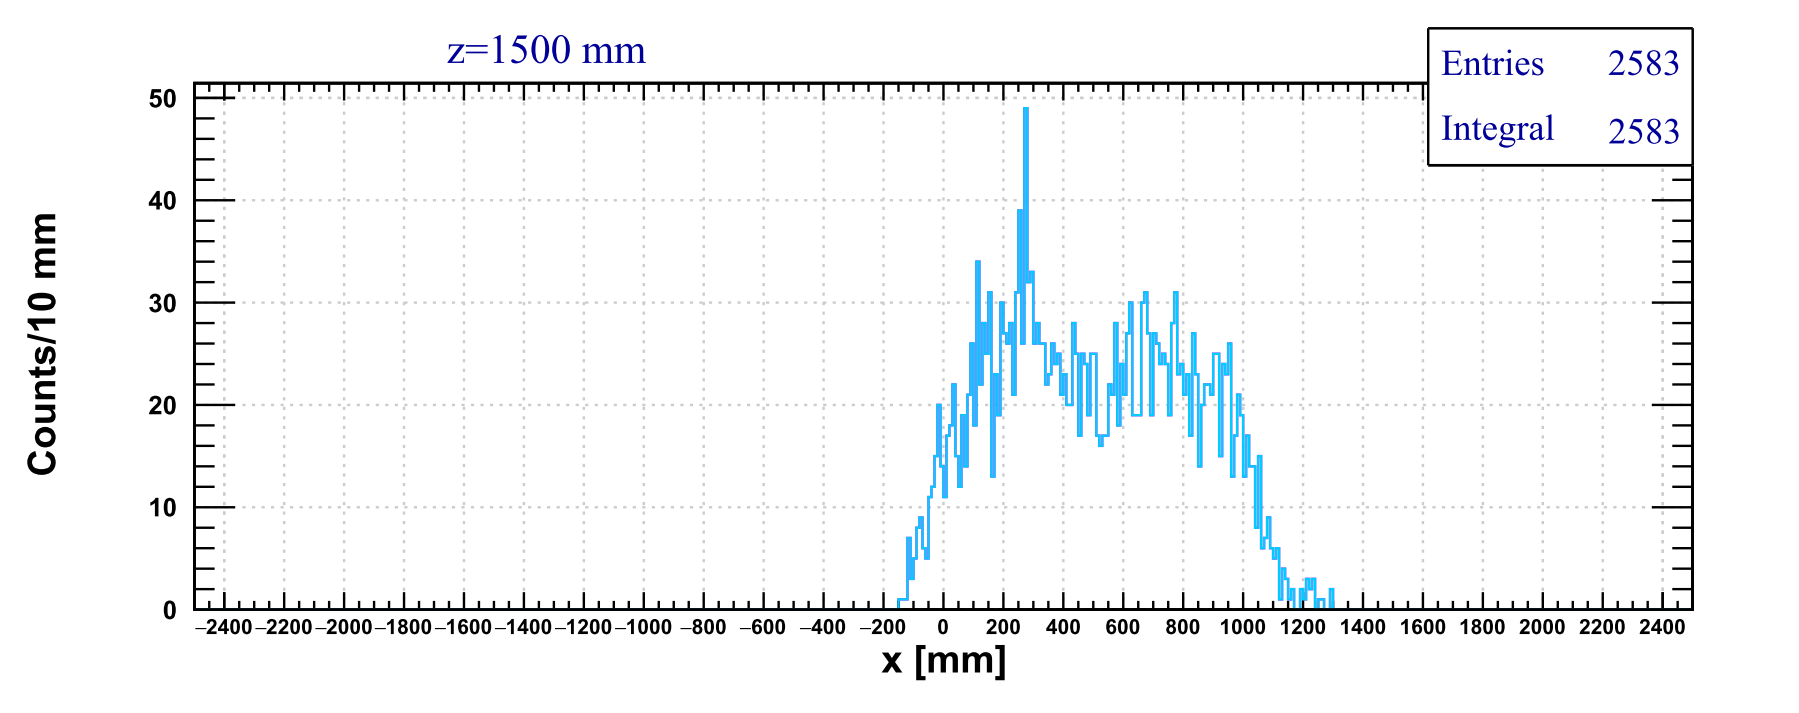 z=1500 mm
Entries 2583
Integral 2583
Counts/10 mm
50
40
30
20
10
0
−2400 −2200 −2000 −1800 −1600 −1400 −1200 −1000 −800 −600 −400 −200 0 200 400 600 800 1000 1200 1400 1600 1800 2000 2200 2400
x [mm]